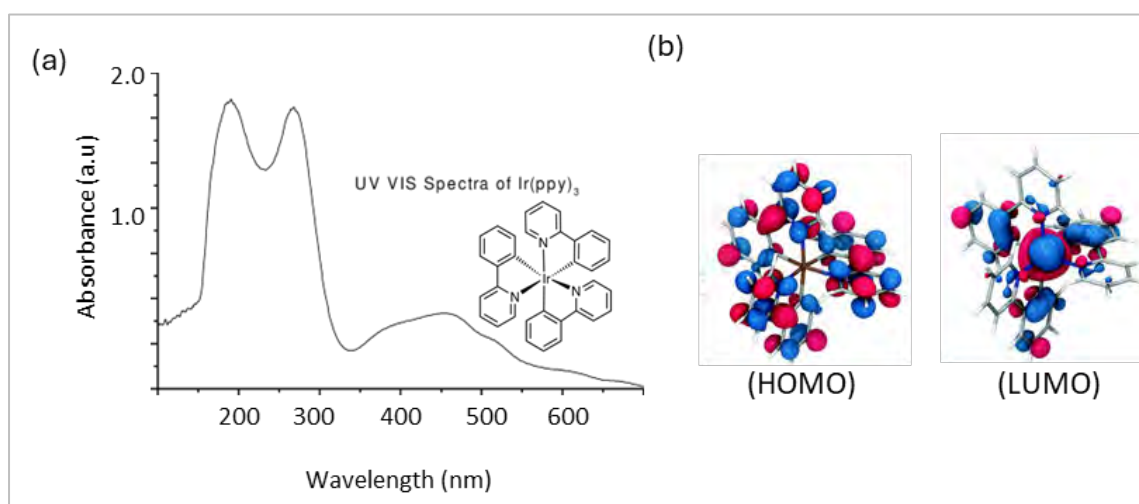 (a)
2.0
1.0
Absorbance (a.u)
UV VIS Spectra of Ir(ppy)3
N
Ir
N
N
200 300 400 500 600
Wavelength (nm)
(b)
(HOMO) (LUMO)